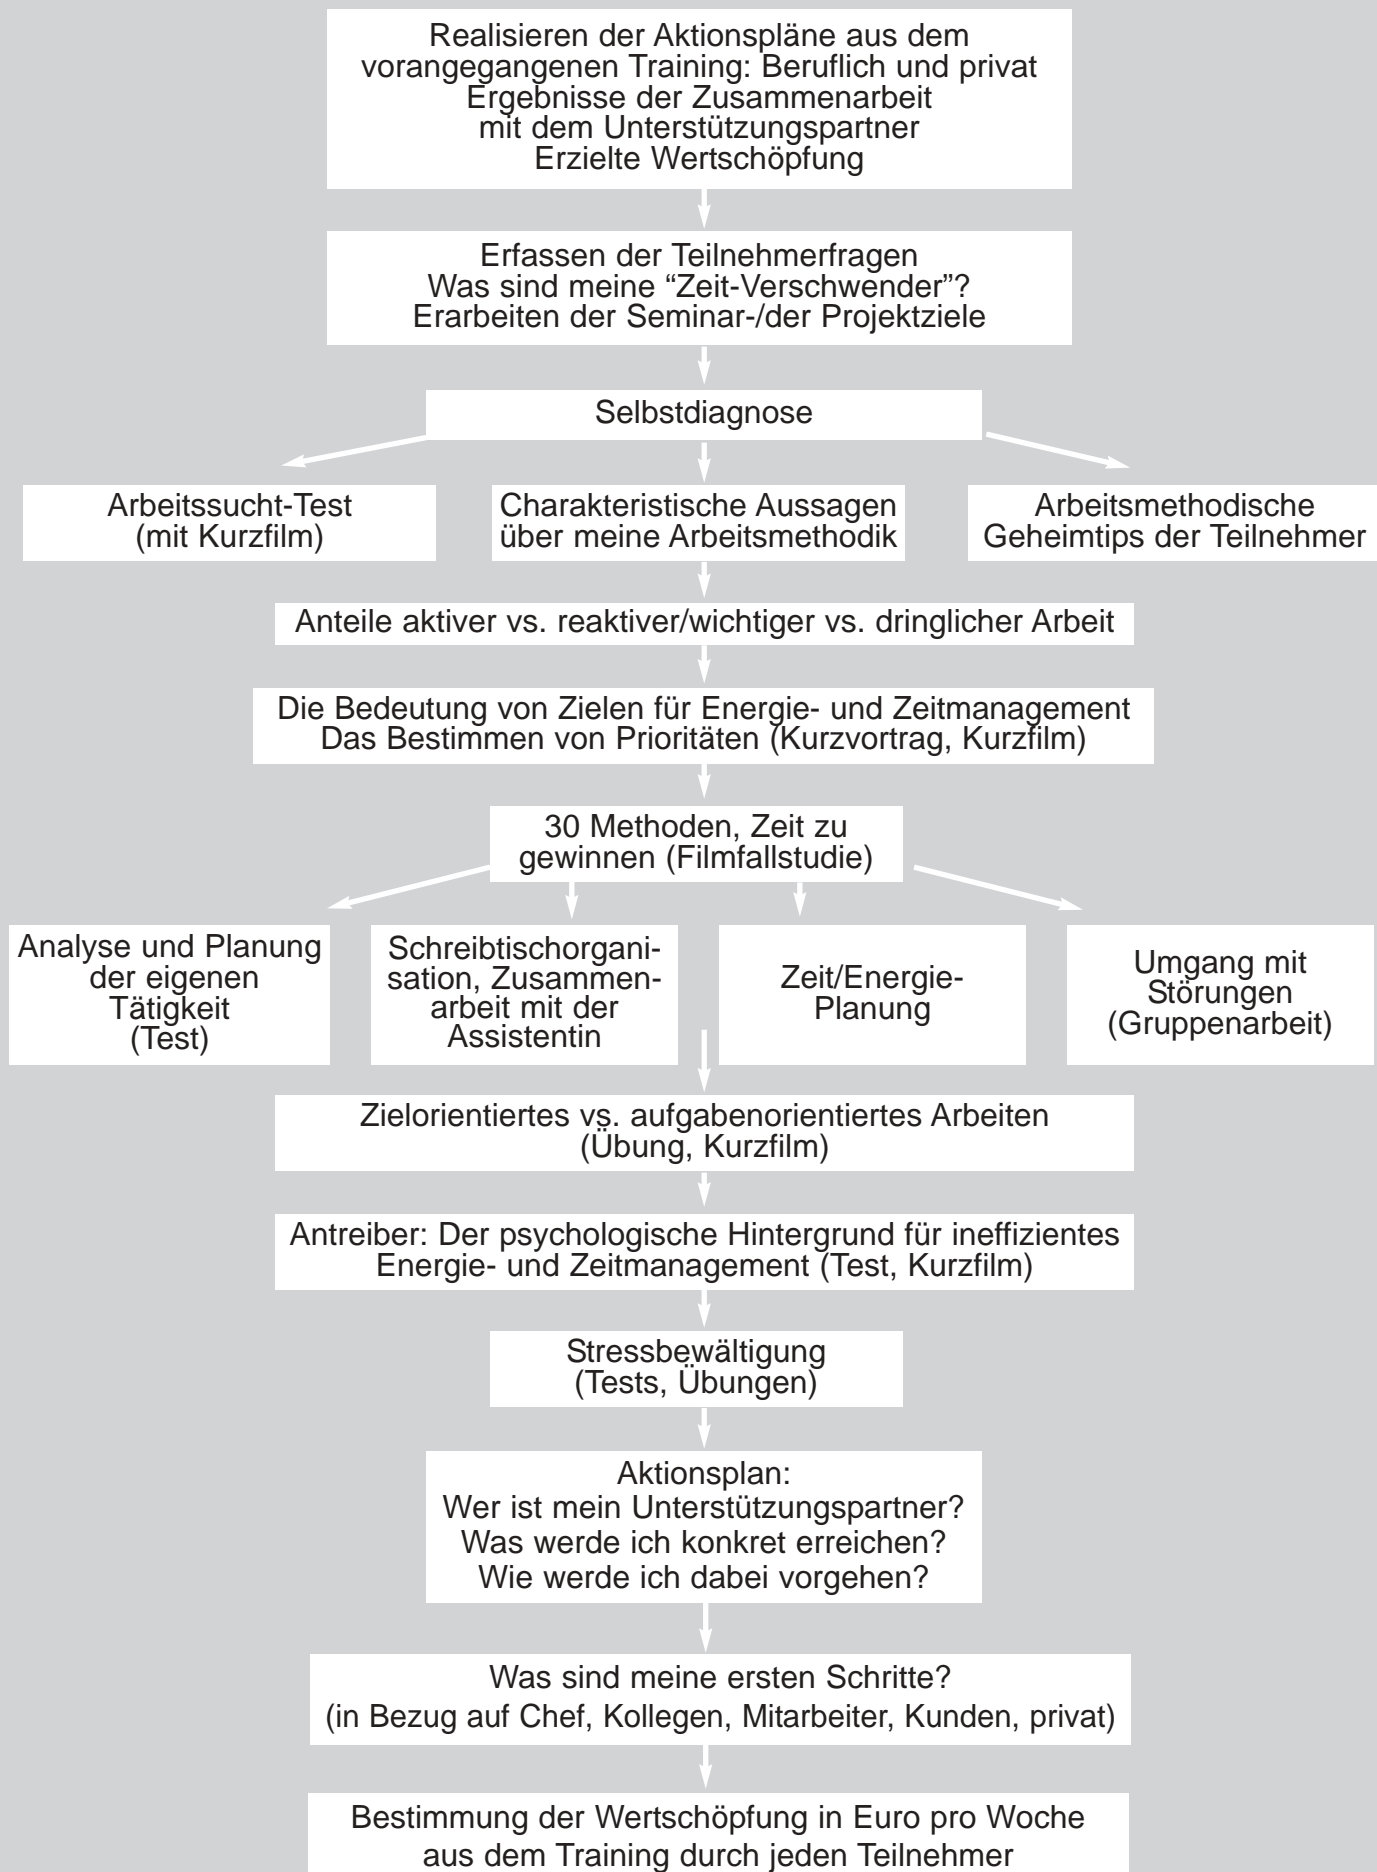 Realisieren der Aktionspläne aus dem
vorangegangenen Training: Beruflich und privat
Ergebnisse der Zusammenarbeit
mit dem Unterstützungspartner
Erzielte Wertschöpfung
Erfassen der Teilnehmerfragen
Was sind meine “Zeit-Verschwender”?
Erarbeiten der Seminar-/der Projektziele
Selbstdiagnose
Arbeitssucht-Test
(mit Kurzfilm)
Charakteristische Aussagen
über meine Arbeitsmethodik
Arbeitsmethodische
Geheimtips der Teilnehmer
Anteile aktiver vs. reaktiver/wichtiger vs. dringlicher Arbeit
Die Bedeutung von Zielen für Energie- und Zeitmanagement
Das Bestimmen von Prioritäten (Kurzvortrag, Kurzfilm)
30 Methoden, Zeit zu
gewinnen (Filmfallstudie)
Analyse und Planung
der eigenen
Tätigkeit
(Test)
Schreibtischorgani-
sation, Zusammen-
arbeit mit der
Assistentin
Zeit/Energie-
Planung
Umgang mit
Störungen
(Gruppenarbeit)
Zielorientiertes vs. aufgabenorientiertes Arbeiten
(Übung, Kurzfilm)
Antreiber: Der psychologische Hintergrund für ineffizientes
Energie- und Zeitmanagement (Test, Kurzfilm)
Stressbewältigung
(Tests, Übungen)
Aktionsplan:
Wer ist mein Unterstützungspartner?
Was werde ich konkret erreichen?
Wie werde ich dabei vorgehen?
Was sind meine ersten Schritte?
(in Bezug auf Chef, Kollegen, Mitarbeiter, Kunden, privat)
Bestimmung der Wertschöpfung in Euro pro Woche
aus dem Training durch jeden Teilnehmer